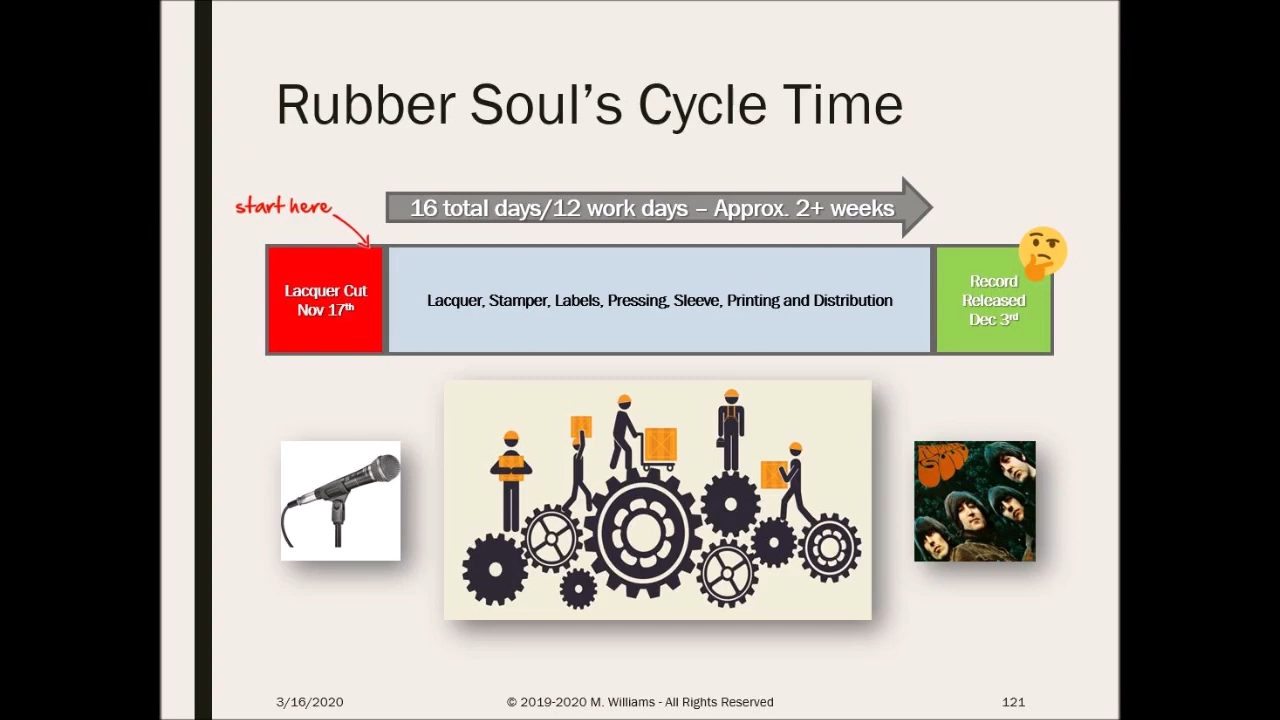 Rubber Soul's Cycle Time
start here
16 total days/12 work days – Approx. 2+ weeks
Lacquer Cut
Nov 17th
Lacquer, Stamper, Labels, Pressing, Sleeve, Printing and Distribution
Record
Released
Dec 3rd
RUBBER SOUL
3/16/2020
© 2019-2020 M. Williams - All Rights Reserved
121